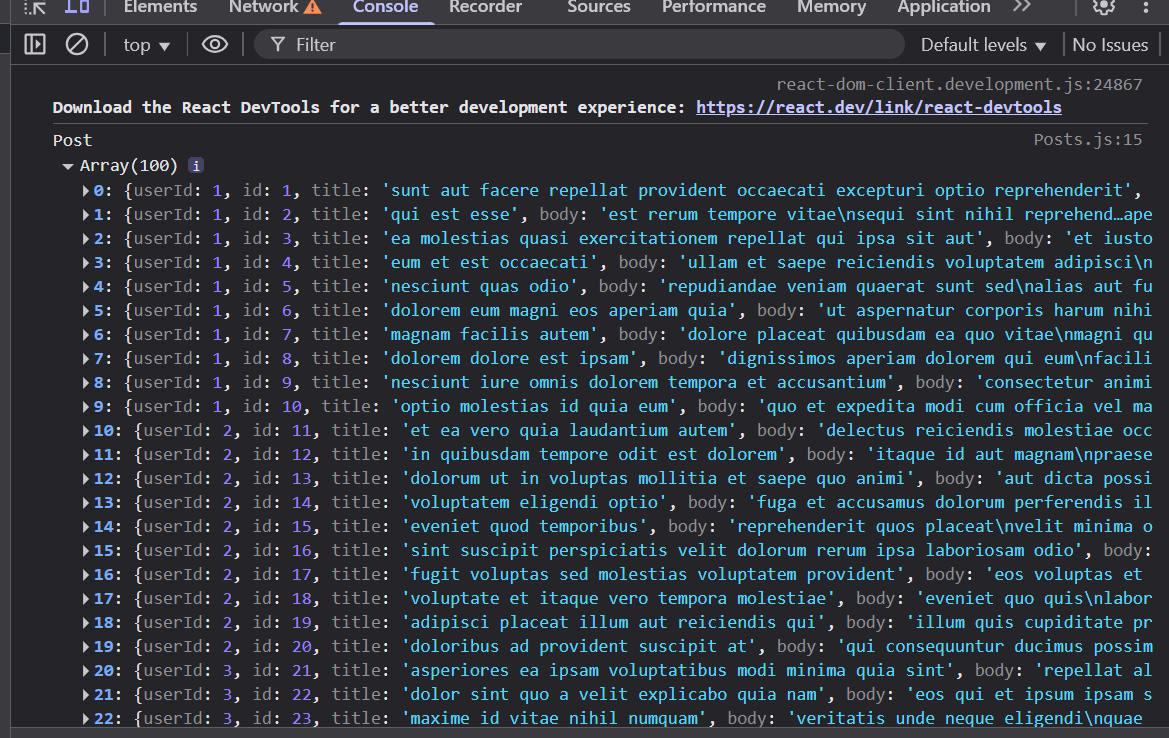 Elements Network Console Recorder Sources Performance Memory Application
top Filter Default levels No Issues
react-dom-client.development.js:24867
Download the React DevTools for a better development experience: https://react.dev/link/react-devtools
Post Posts.js:15
Array(100) i
0: {userId: 1, id: 1, title: 'sunt aut facere repellat provident occaecati excepturi optio reprehenderit',
1: {userId: 1, id: 2, title: 'qui est esse', body: 'est rerum tempore vitae\nsequi sint nihil reprehend…ape
2: {userId: 1, id: 3, title: 'ea molestias quasi exercitationem repellat qui ipsa sit aut', body: 'et iusto
3: {userId: 1, id: 4, title: 'eum et est occaecati', body: 'ullam et saepe reiciendis voluptatem adipisci\n
4: {userId: 1, id: 5, title: 'nesciunt quas odio', body: 'repudiandae veniam quaerat sunt sed\nalias aut fu
5: {userId: 1, id: 6, title: 'dolorem eum magni eos aperiam quia', body: 'ut aspernatur corporis harum nihi
6: {userId: 1, id: 7, title: 'magnam facilis autem', body: 'dolore placeat quibusdam ea quo vitae\nmagni qu
7: {userId: 1, id: 8, title: 'dolorem dolore est ipsam', body: 'dignissimos aperiam dolorem qui eum\nfacili
8: {userId: 1, id: 9, title: 'nesciunt iure omnis dolorem tempora et accusantium', body: 'consectetur animi
9: {userId: 1, id: 10, title: 'optio molestias id quia eum', body: 'quo et expedita modi cum officia vel ma
10: {userId: 2, id: 11, title: 'et ea vero quia laudantium autem', body: 'delectus reiciendis molestiae occ
11: {userId: 2, id: 12, title: 'in quibusdam tempore odit est dolorem', body: 'itaque id aut magnam\npraese
12: {userId: 2, id: 13, title: 'dolorum ut in voluptas mollitia et saepe quo animi', body: 'aut dicta possi
13: {userId: 2, id: 14, title: 'voluptatem eligendi optio', body: 'fuga et accusamus dolorum perferendis il
14: {userId: 2, id: 15, title: 'eveniet quod temporibus', body: 'reprehenderit quos placeat\nvelit minima o
15: {userId: 2, id: 16, title: 'sint suscipit perspiciatis velit dolorum rerum ipsa laboriosam odio', body:
16: {userId: 2, id: 17, title: 'fugit voluptas sed molestias voluptatem provident', body: 'eos voluptas et
17: {userId: 2, id: 18, title: 'voluptate et itaque vero tempora molestiae', body: 'eveniet quo quis\nlabor
18: {userId: 2, id: 19, title: 'adipisci placeat illum aut reiciendis qui', body: 'illum quis cupiditate pr
19: {userId: 2, id: 20, title: 'doloribus ad provident suscipit at', body: 'qui consequuntur ducimus possim
20: {userId: 3, id: 21, title: 'asperiores ea ipsam voluptatibus modi minima quia sint', body: 'repellat al
21: {userId: 3, id: 22, title: 'dolor sint quo a velit explicabo quia nam', body: 'eos qui et ipsum ipsam s
22: {userId: 3, id: 23, title: 'maxime id vitae nihil numquam', body: 'veritatis unde neque eligendi\nquae